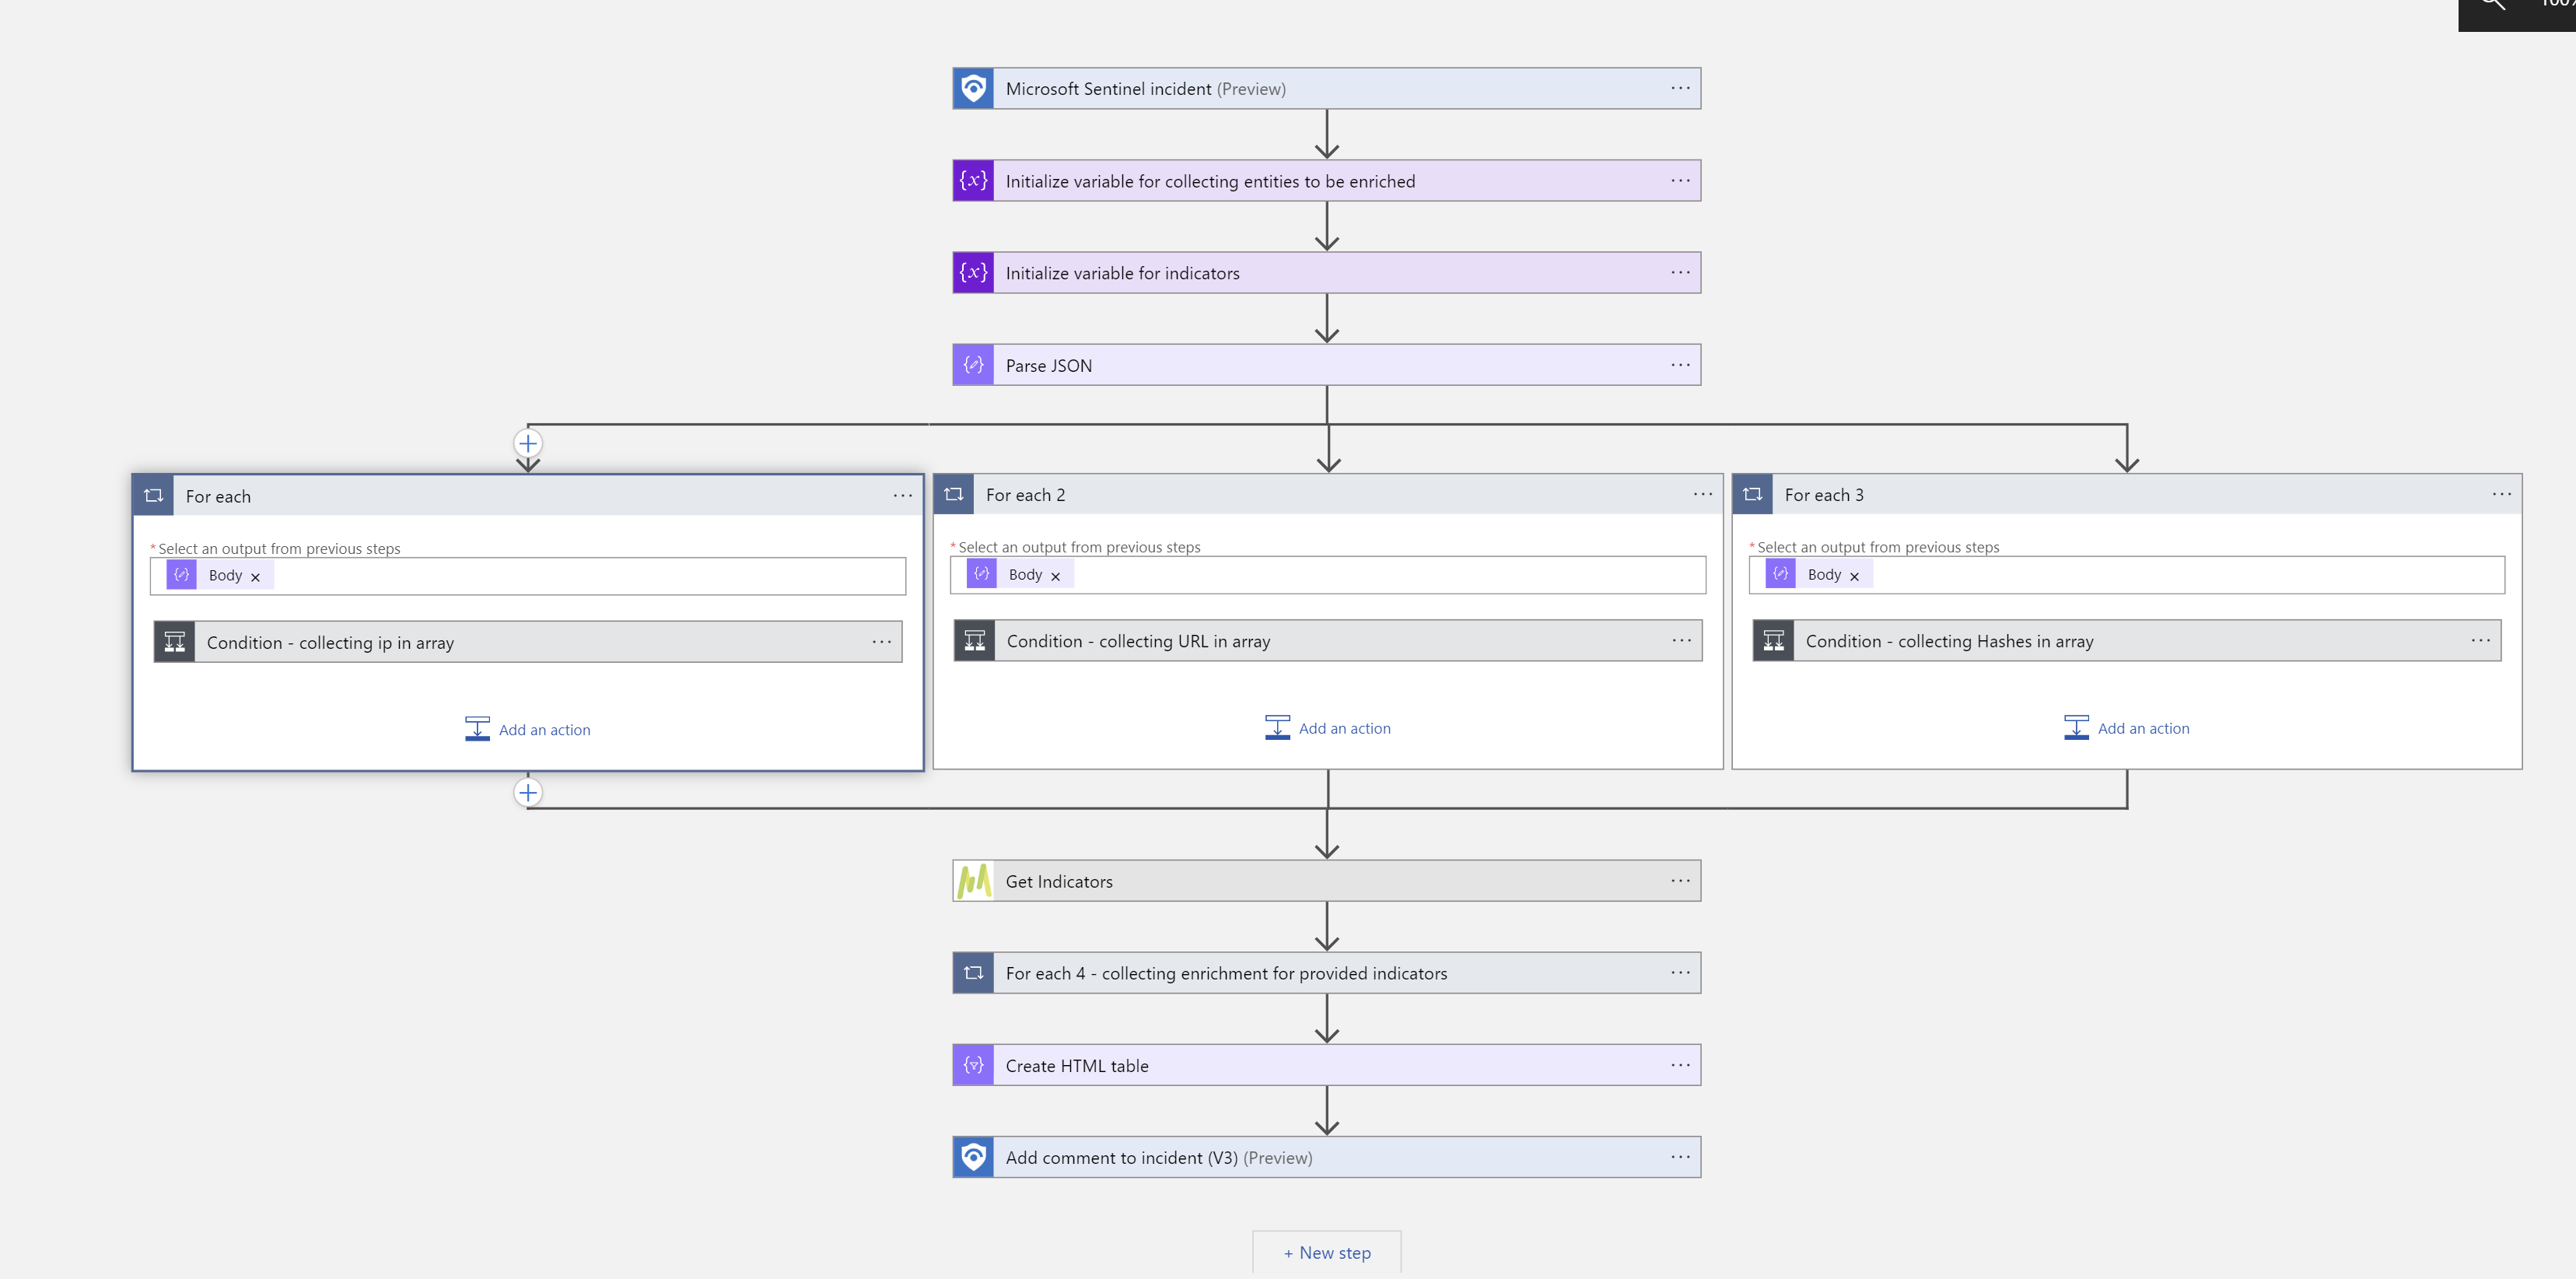 Microsoft Sentinel incident (Preview)
Initialize variable for collecting entities to be enriched
Initialize variable for indicators
Parse JSON
For each
* Select an output from previous steps
Body
Condition - collecting ip in array
Add an action
For each 2
* Select an output from previous steps
Body
Condition - collecting URL in array
Add an action
For each 3
* Select an output from previous steps
Body
Condition - collecting Hashes in array
Add an action
Get Indicators
For each 4 - collecting enrichment for provided indicators
Create HTML table
Add comment to incident (V3) (Preview)
+ New step